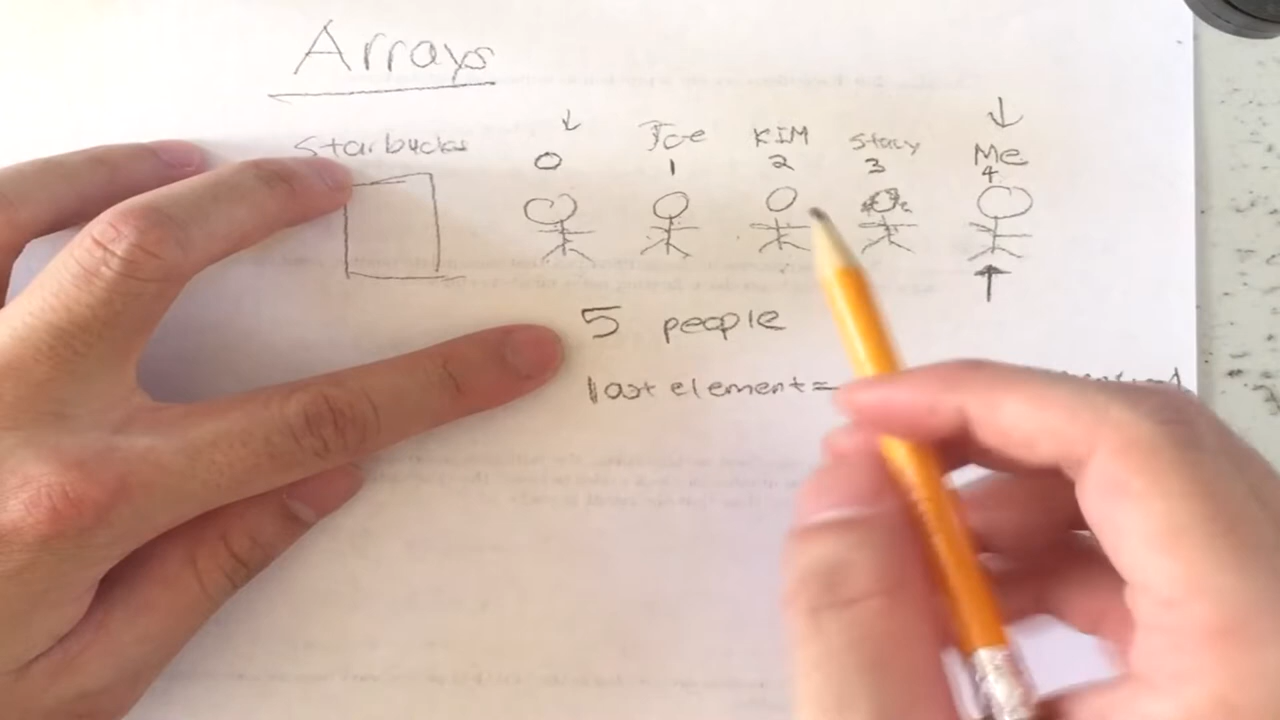 Arrays
Starbucks
Joe KIM Stacy Me
0 1 2 3 4
5 people
last element=